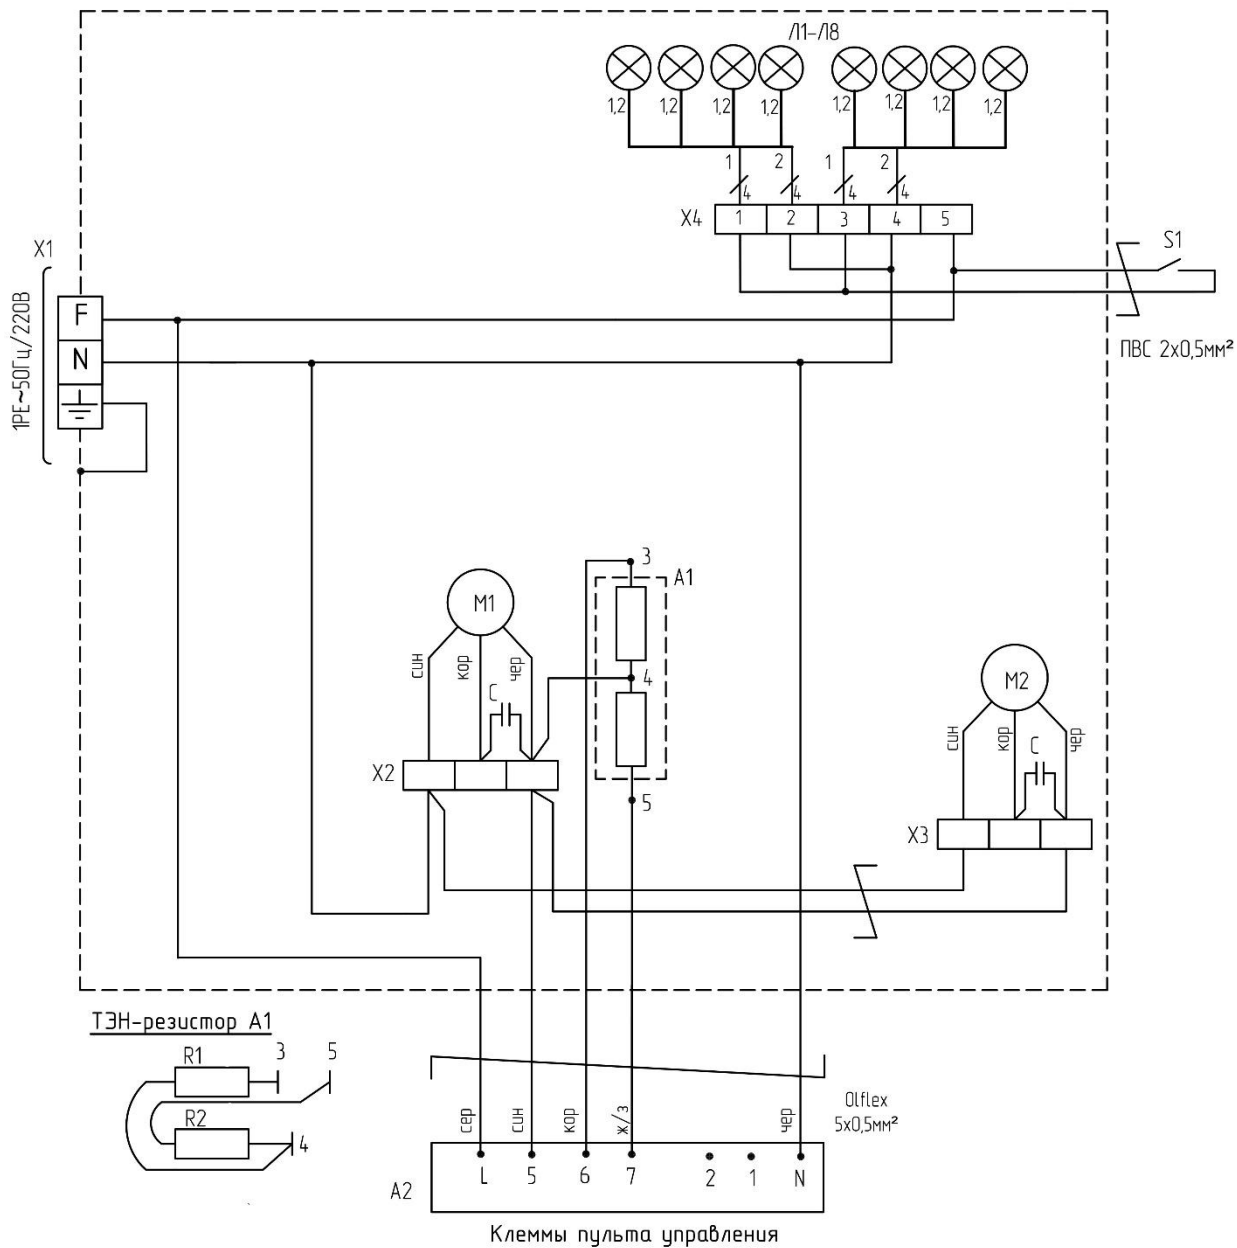 Л1-Л8
1,2 1,2 1,2 1,2 1,2 1,2 1,2 1,2
1 2 1 2
4 4 4 4
X4 1 2 3 4 5
S1
X1
1PE~50Гц/220В
F
N
ПВС 2x0,5мм²
3
A1
M1
син кор чер
C
4
M2
син кор чер
C
X2
5
X3
ТЭН-резистор А1
R1 3 5
R2
4
Olflex
5x0,5мм²
сер син кор ж/з чер
L 5 6 7 2 1 N
A2
Клеммы пульта управления